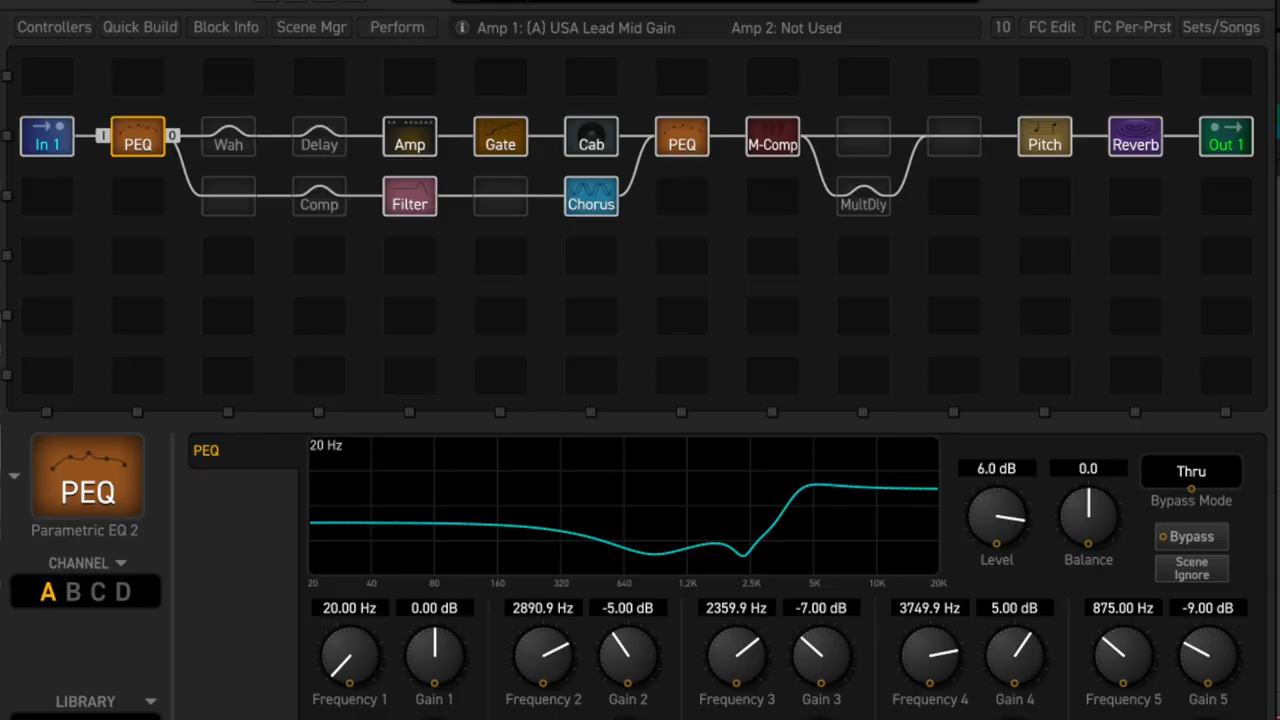 Controllers Quick Build Block Info Scene Mgr Perform Amp 1: (A) USA Lead Mid Gain Amp 2: Not Used 10 FC Edit FC Per-Prst Sets/Songs
In 1 I PEQ O Wah Delay Amp Gate Cab PEQ M-Comp Pitch Reverb Out 1
Comp Filter Chorus MultDly
PEQ
Parametric EQ 2
CHANNEL
A B C D
LIBRARY
PEQ
20 Hz
20 40 80 160 320 640 1.2K 2.5K 5K 10K 20K
6.0 dB 0.0 Thru
Level Balance Bypass Mode
Bypass
Scene
Ignore
20.00 Hz 0.00 dB 2890.9 Hz -5.00 dB 2359.9 Hz -7.00 dB 3749.9 Hz 5.00 dB 875.00 Hz -9.00 dB
Frequency 1 Gain 1 Frequency 2 Gain 2 Frequency 3 Gain 3 Frequency 4 Gain 4 Frequency 5 Gain 5